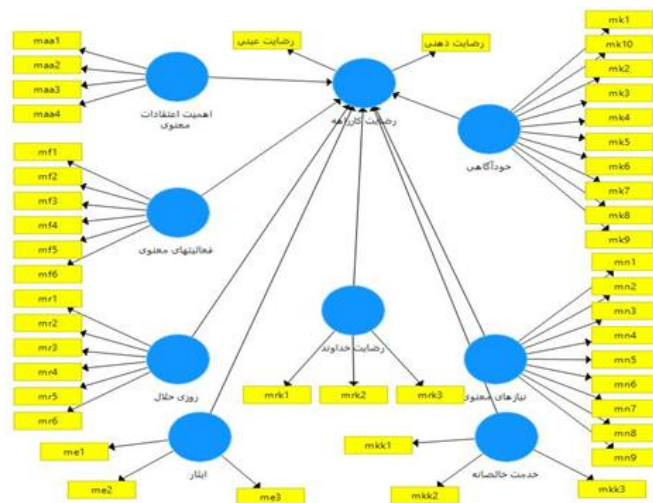 maa1
maa2
maa3
maa4
اهمیت اعتقادات
معنوی
رضایت عینی
رضایت ذهنی
رضایت کارراهه
mk1
mk10
mk2
mk3
mk4
mk5
mk6
mk7
mk8
mk9
خودآگاهی
mf1
mf2
mf3
mf4
mf5
mf6
فعالیتهای معنوی
mr1
mr2
mr3
mr4
mr5
mr6
روزی حلال
رضایت خداوند
mrk1
mrk2
mrk3
mn1
mn2
mn3
mn4
mn5
mn6
mn7
mn8
mn9
نیازهای معنوی
me1
me2
me3
ایثار
mkk1
mkk2
mkk3
خدمت خالصانه